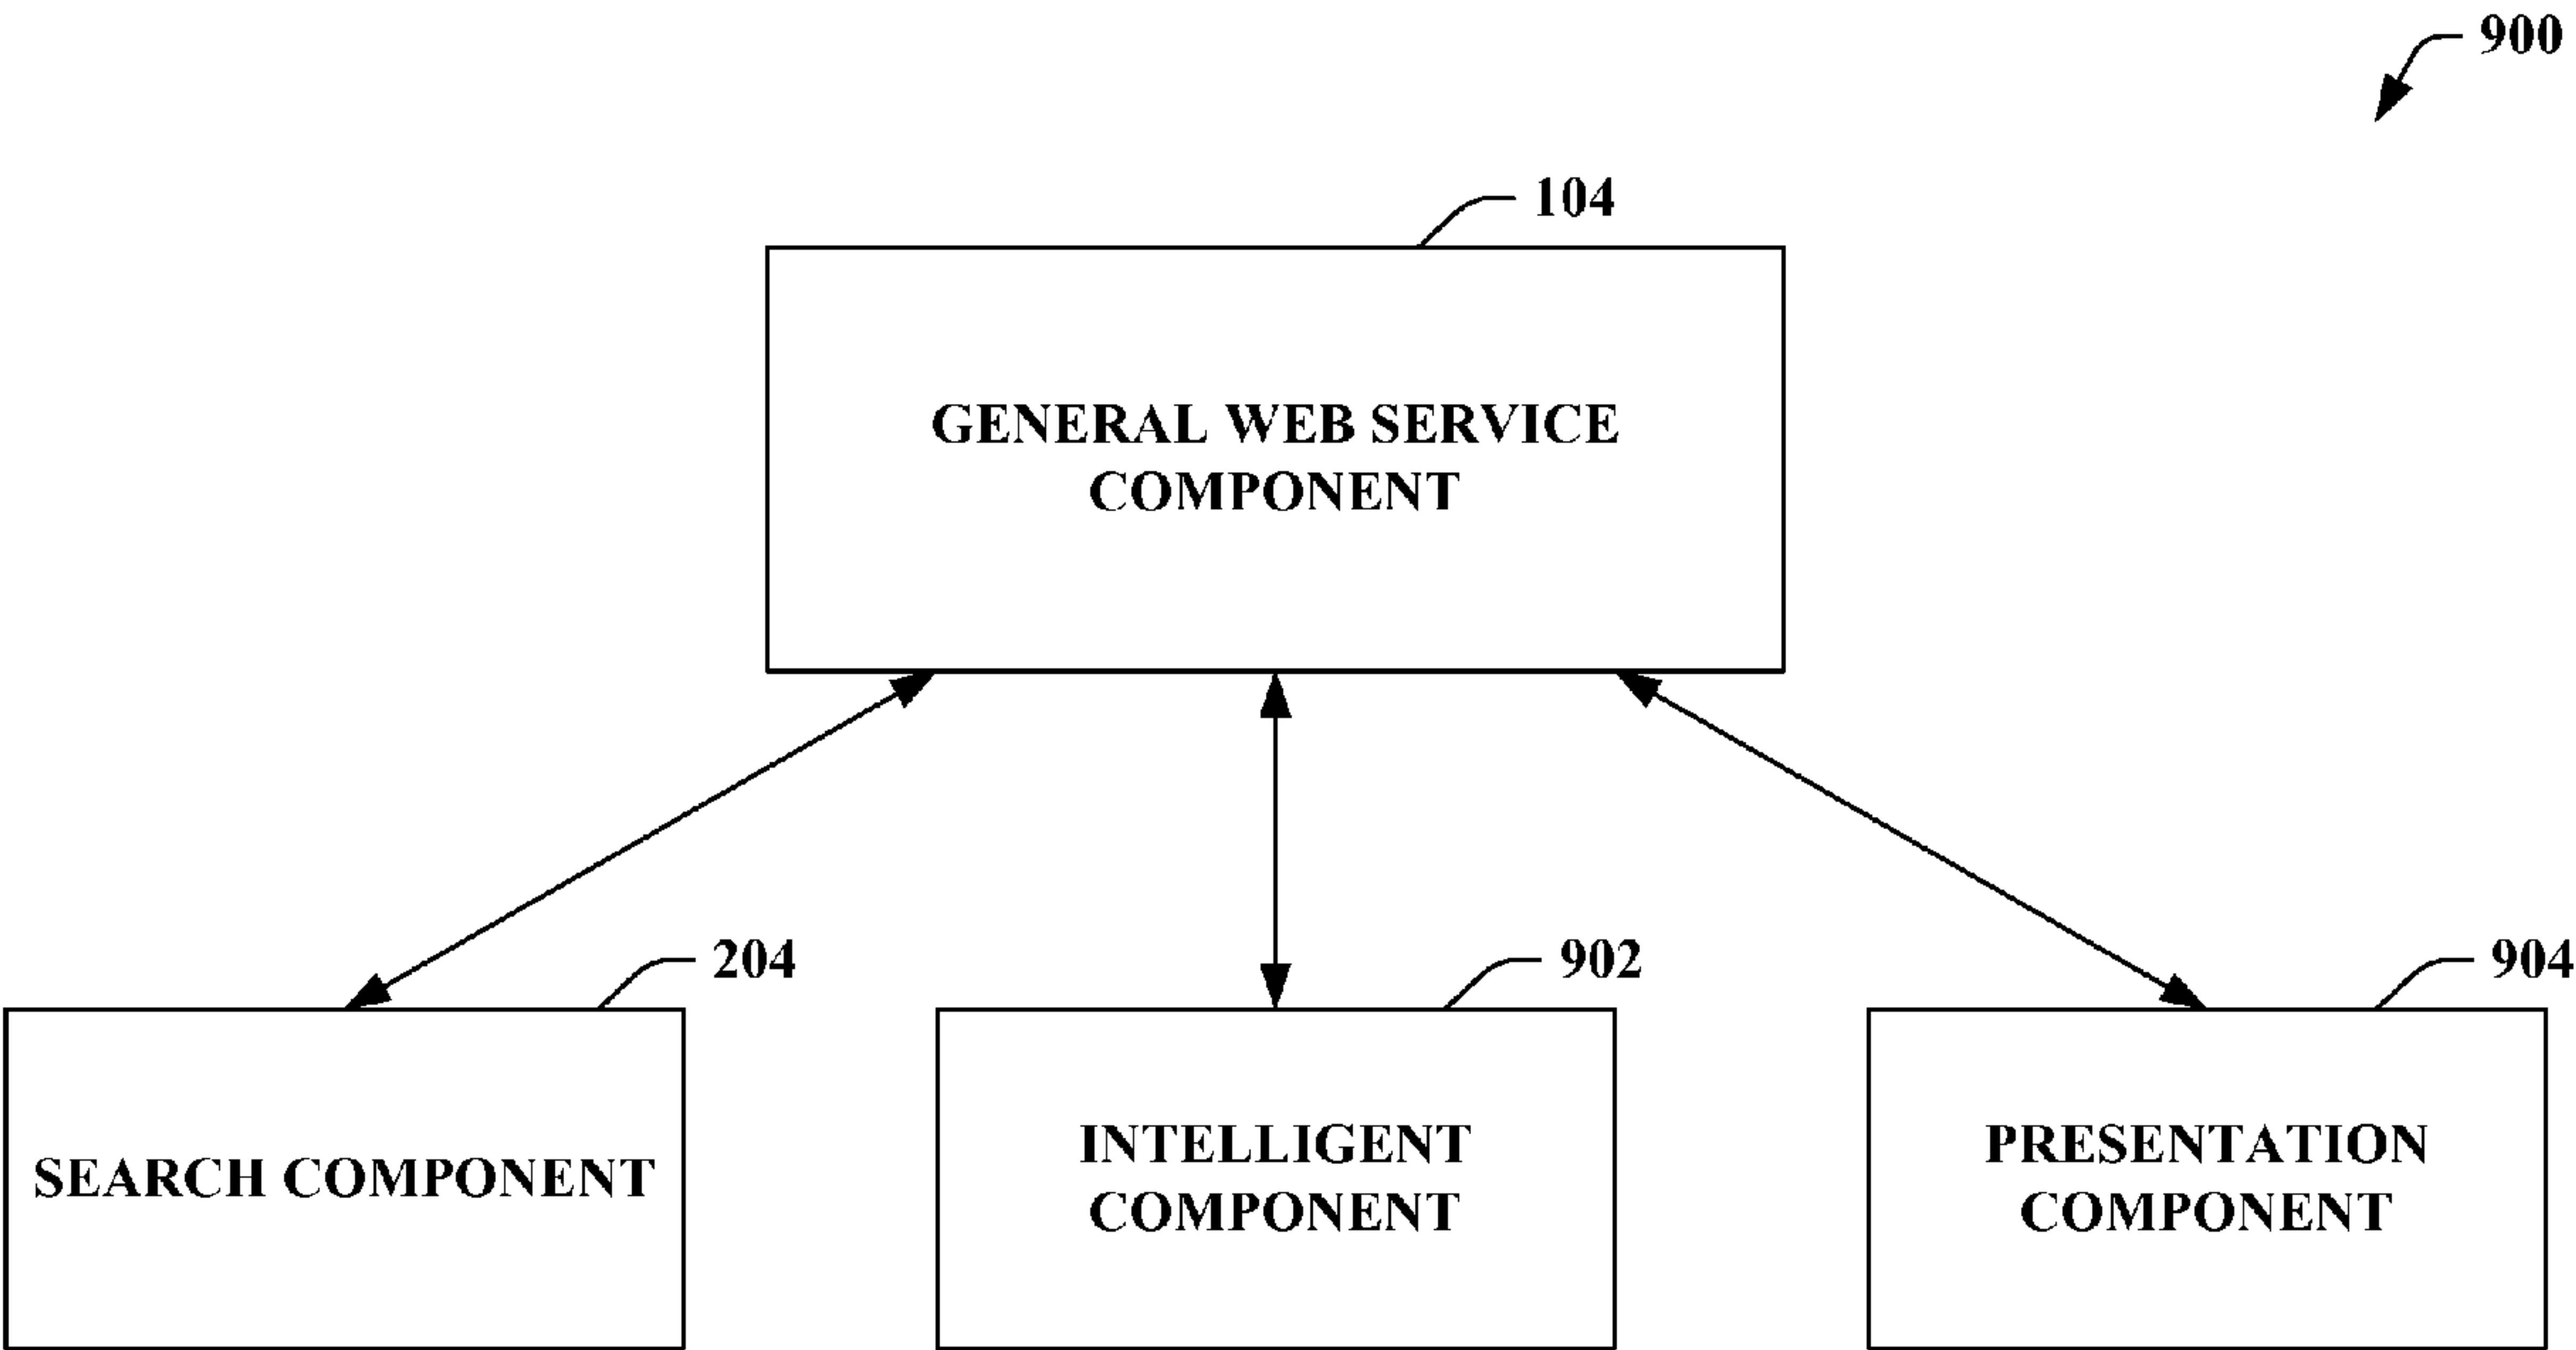 900
104
GENERAL WEB SERVICE
COMPONENT
204
902
904
SEARCH COMPONENT
INTELLIGENT
COMPONENT
PRESENTATION
COMPONENT